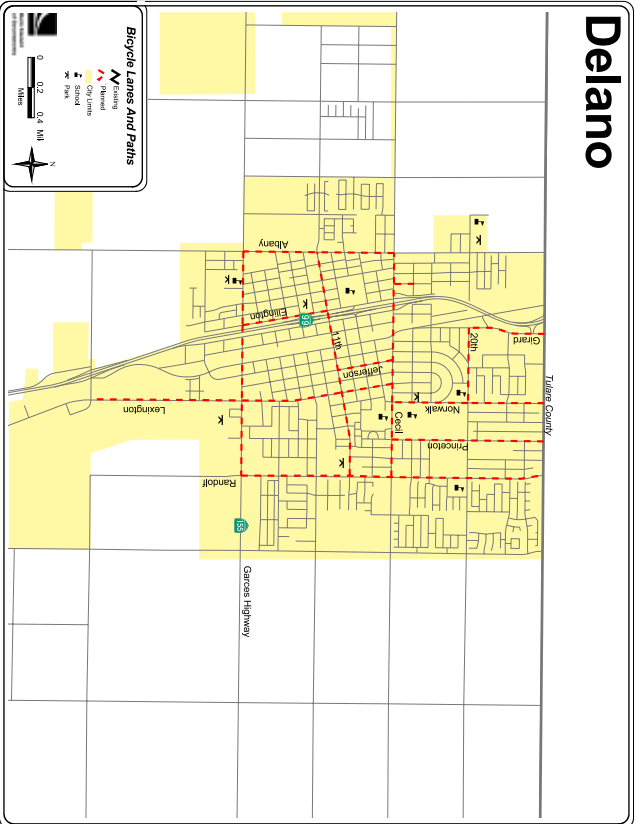 Delano
Tulare County
Girard
20th
Norwalk
Princeton
Cecil
Albany
Ellington
99
11th
Jefferson
Lexington
Randolf
155
Garces Highway
Bicycle Lanes And Paths
Existing
Planned
City Limits
School
Park
0 0.2 0.4 Mil
Miles
N